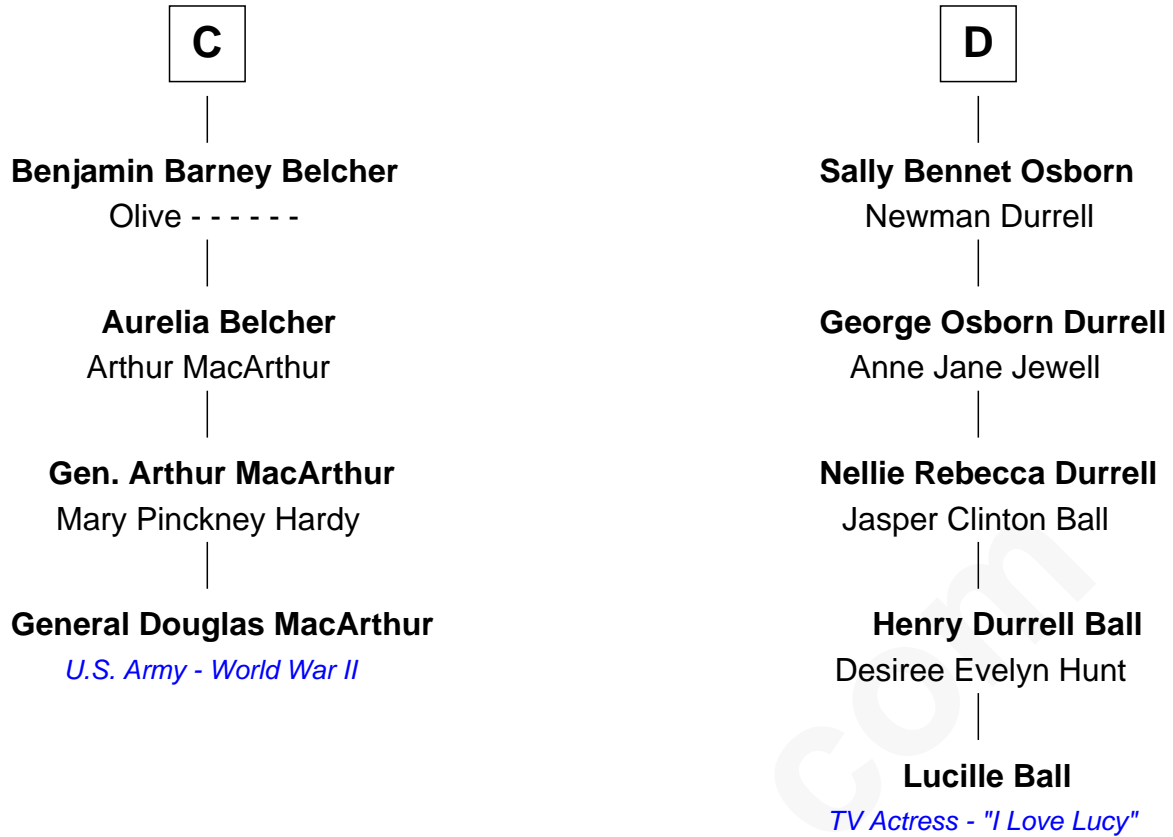 C
Benjamin Barney Belcher
Olive - - - - - -
Aurelia Belcher
Arthur MacArthur
Gen. Arthur MacArthur
Mary Pinckney Hardy
General Douglas MacArthur
U.S. Army - World War II
D
Sally Bennet Osborn
Newman Durrell
George Osborn Durrell
Anne Jane Jewell
Nellie Rebecca Durrell
Jasper Clinton Ball
Henry Durrell Ball
Desiree Evelyn Hunt
Lucille Ball
TV Actress - "I Love Lucy"
com